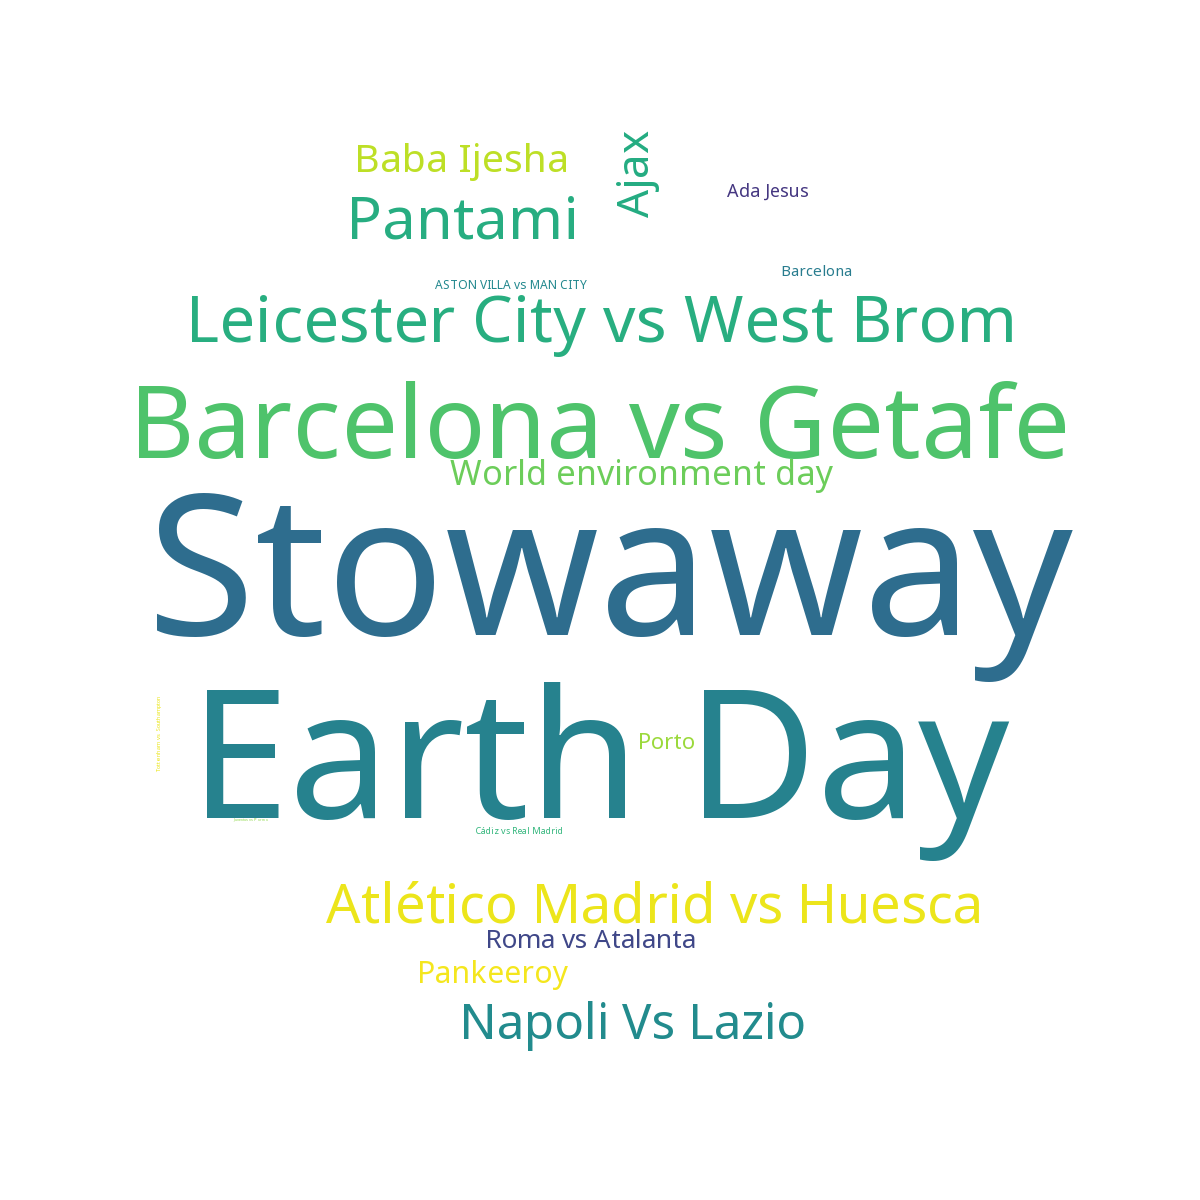 Baba Ijesha
Ajax
Ada Jesus
Pantami
Barcelona
ASTON VILLA vs MAN CITY
Leicester City vs West Brom
Barcelona vs Getafe
World environment day
Stowaway
Earth Day
Porto
Cádiz vs Real Madrid
Atlético Madrid vs Huesca
Roma vs Atalanta
Pankeeroy
Napoli Vs Lazio